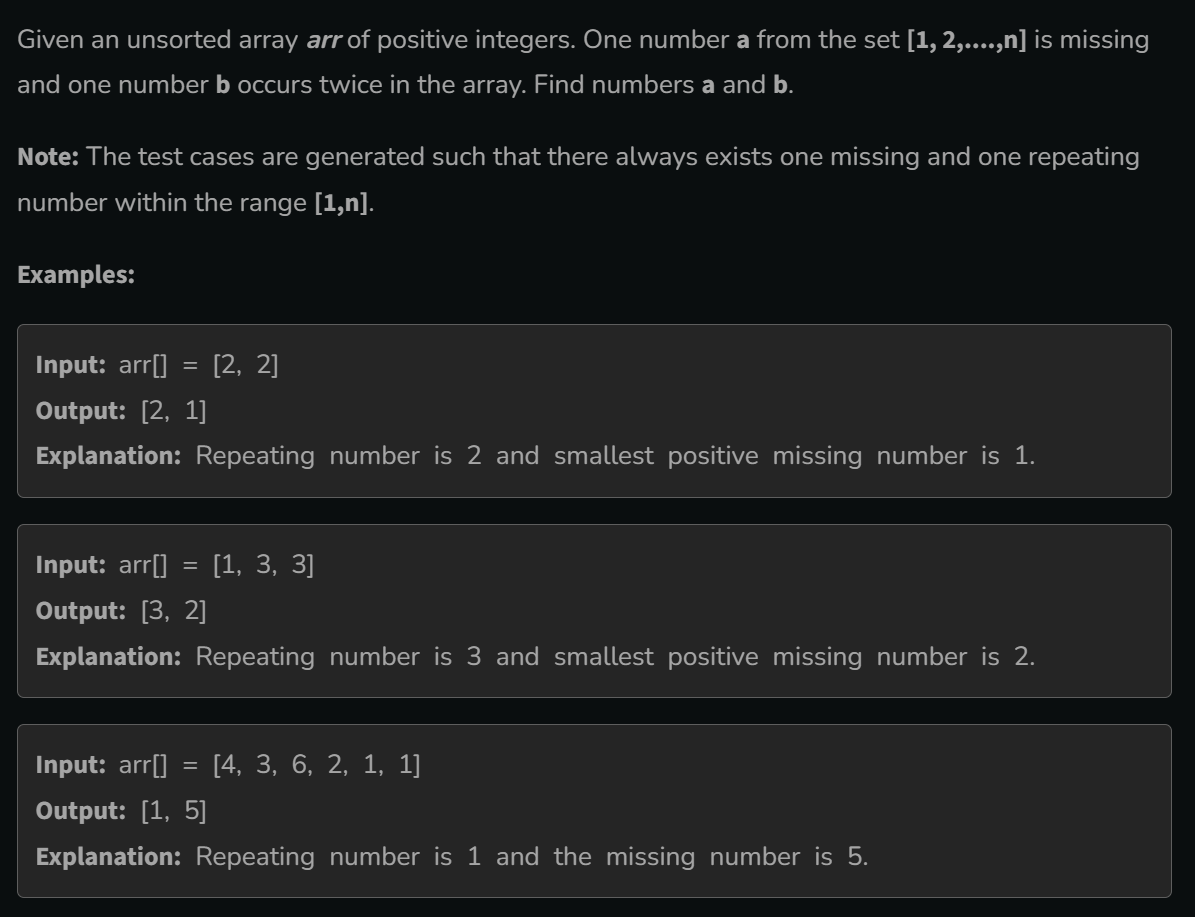 Given an unsorted array arr of positive integers. One number a from the set [1, 2,....,n] is missing
and one number b occurs twice in the array. Find numbers a and b.
Note: The test cases are generated such that there always exists one missing and one repeating
number within the range [1,n].
Examples:
Input: arr[] = [2, 2]
Output: [2, 1]
Explanation: Repeating number is 2 and smallest positive missing number is 1.
Input: arr[] = [1, 3, 3]
Output: [3, 2]
Explanation: Repeating number is 3 and smallest positive missing number is 2.
Input: arr[] = [4, 3, 6, 2, 1, 1]
Output: [1, 5]
Explanation: Repeating number is 1 and the missing number is 5.